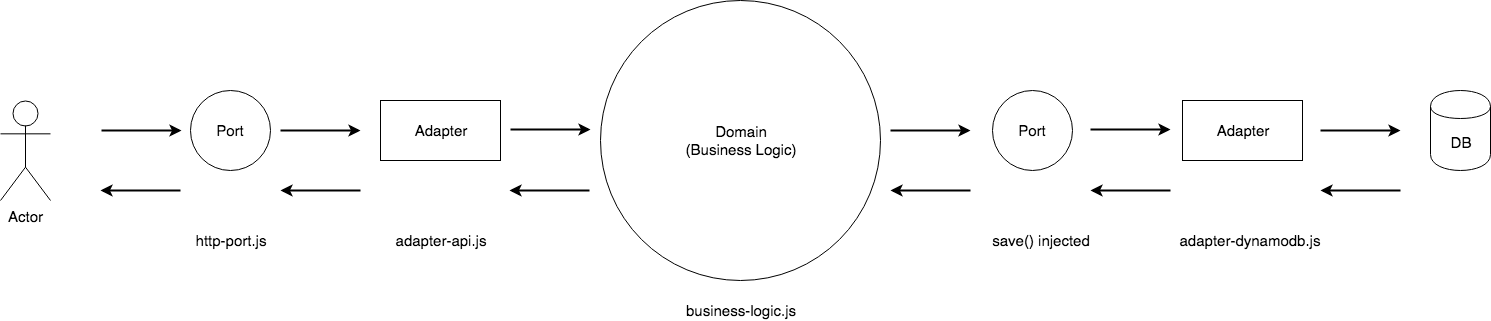 Port
Adapter
Domain
(Business Logic)
Port
Adapter
DB
Actor
http-port.js
adapter-api.js
save() injected
adapter-dynamodb.js
business-logic.js